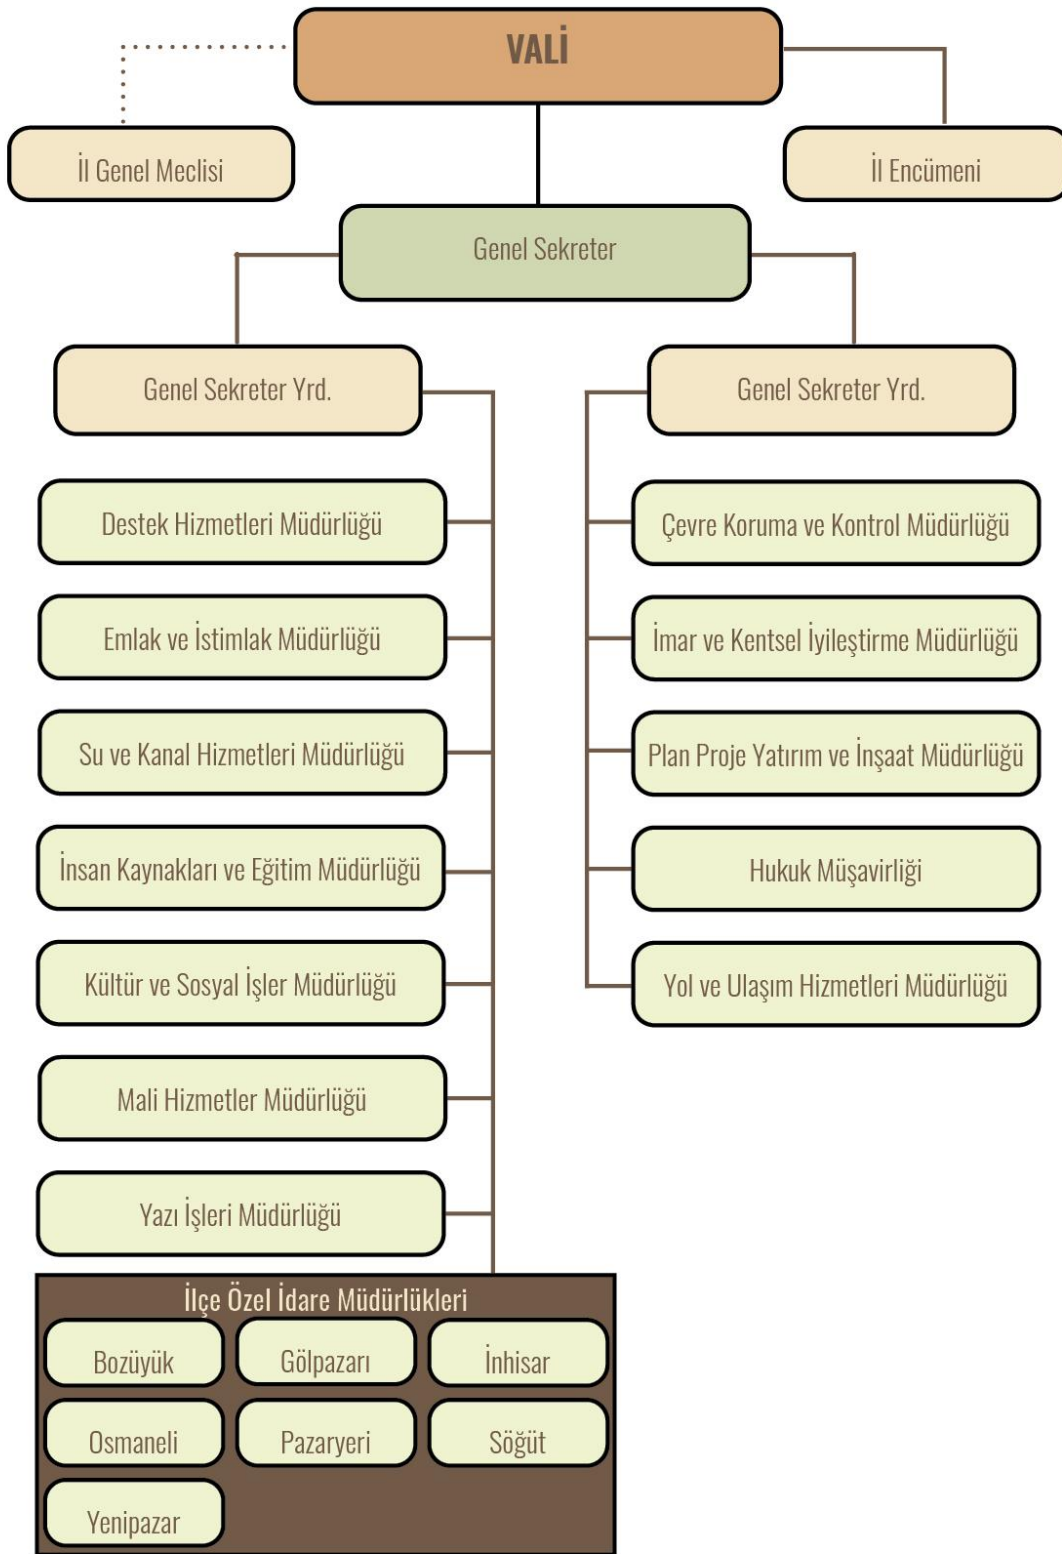 VALİ
İl Genel Meclisi
İl Encümeni
Genel Sekreter
Genel Sekreter Yrd.
Genel Sekreter Yrd.
Destek Hizmetleri Müdürlüğü
Emlak ve İstimlak Müdürlüğü
Su ve Kanal Hizmetleri Müdürlüğü
İnsan Kaynakları ve Eğitim Müdürlüğü
Kültür ve Sosyal İşler Müdürlüğü
Mali Hizmetler Müdürlüğü
Yazı İşleri Müdürlüğü
Çevre Koruma ve Kontrol Müdürlüğü
İmar ve Kentsel İyileştirme Müdürlüğü
Plan Proje Yatırım ve İnşaat Müdürlüğü
Hukuk Müşavirliği
Yol ve Ulaşım Hizmetleri Müdürlüğü
İlçe Özel İdare Müdürlükleri
Bozüyük
Gölpazarı
İnhisar
Osmaneli
Pazaryeri
Söğüt
Yenipazar